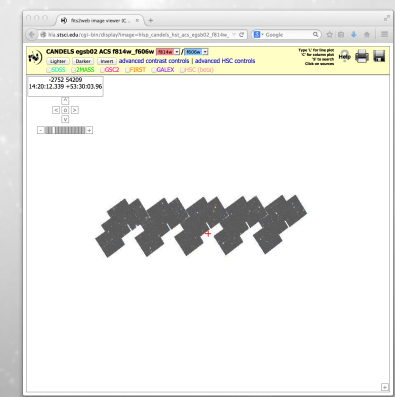 fits2web image viewer (C...
hla.stsci.edu/cgi-bin/display?image=hlsp_candels_hst_acs_egsb02_f814w_
Google
CANDELS egsb02 ACS f814w_f606w f814w / f606w
Type 'L' for line plot
'C' for column plot
'S' to search
Click on sources
Help
Lighter Darker Invert advanced contrast controls | advanced HSC controls
SDSS 2MASS GSC2 FIRST GALEX HSC (beta)
-2752 54209
14:20:12.339 +53:30:03.96